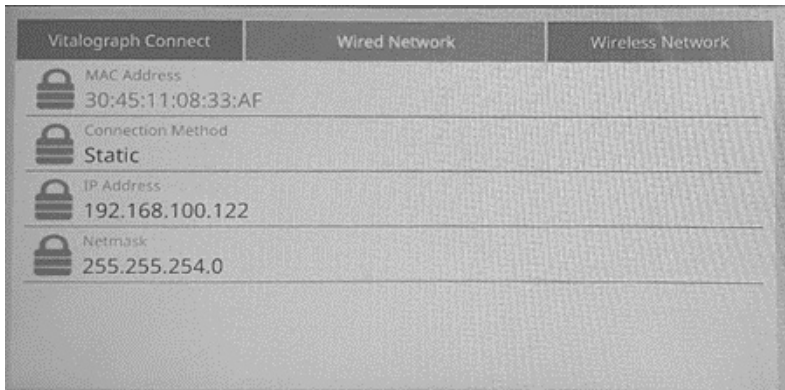 Vitalograph Connect Wired Network Wireless Network
MAC Address
30:45:11:08:33:AF
Connection Method
Static
IP Address
192.168.100.122
Netmask
255.255.254.0